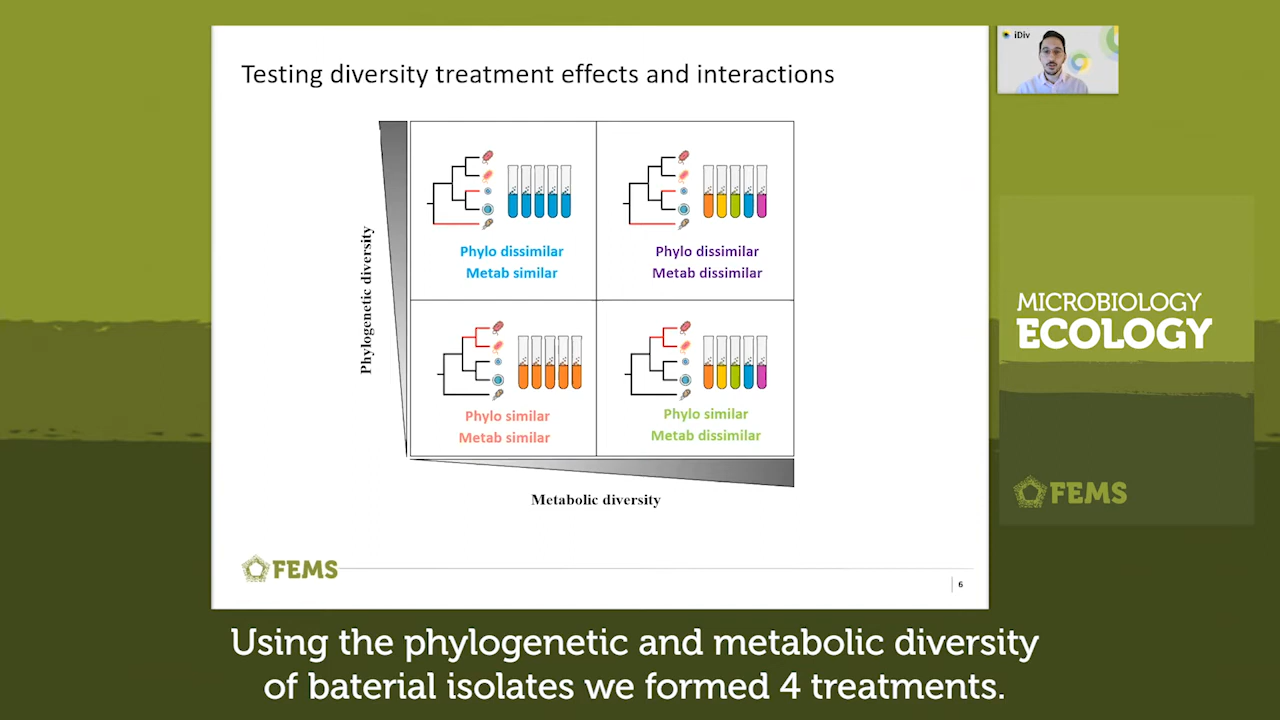 iDiv
Testing diversity treatment effects and interactions
Phylogenetic diversity
Phylo dissimilar
Metab similar
Phylo dissimilar
Metab dissimilar
Phylo similar
Metab similar
Phylo similar
Metab dissimilar
Metabolic diversity
FEMS
6
MICROBIOLOGY
ECOLOGY
FEMS
Using the phylogenetic and metabolic diversity
of baterial isolates we formed 4 treatments.